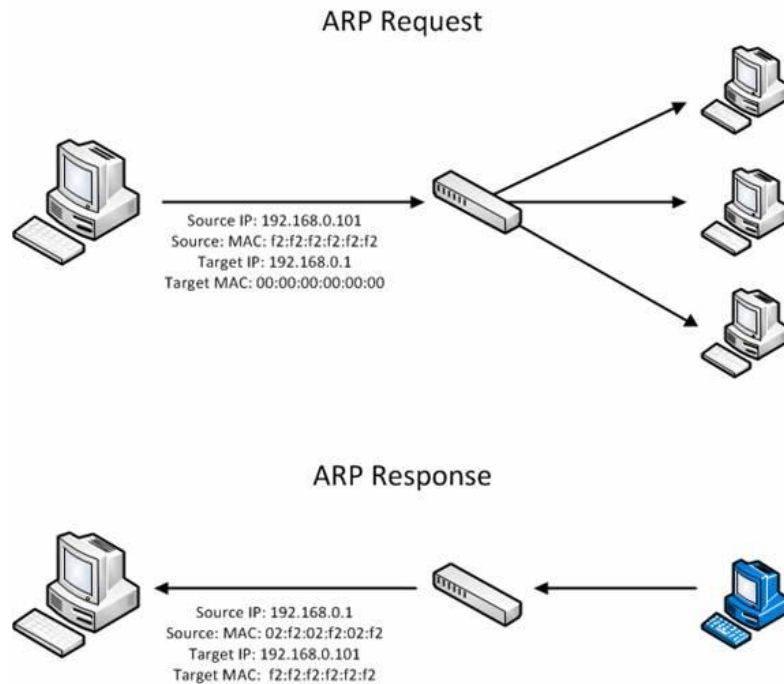 ARP Request
Source IP: 192.168.0.101
Source: MAC: f2:f2:f2:f2:f2:f2
Target IP: 192.168.0.1
Target MAC: 00:00:00:00:00:00
ARP Response
Source IP: 192.168.0.1
Source: MAC: 02:f2:02:f2:02:f2
Target IP: 192.168.0.101
Target MAC: f2:f2:f2:f2:f2:f2